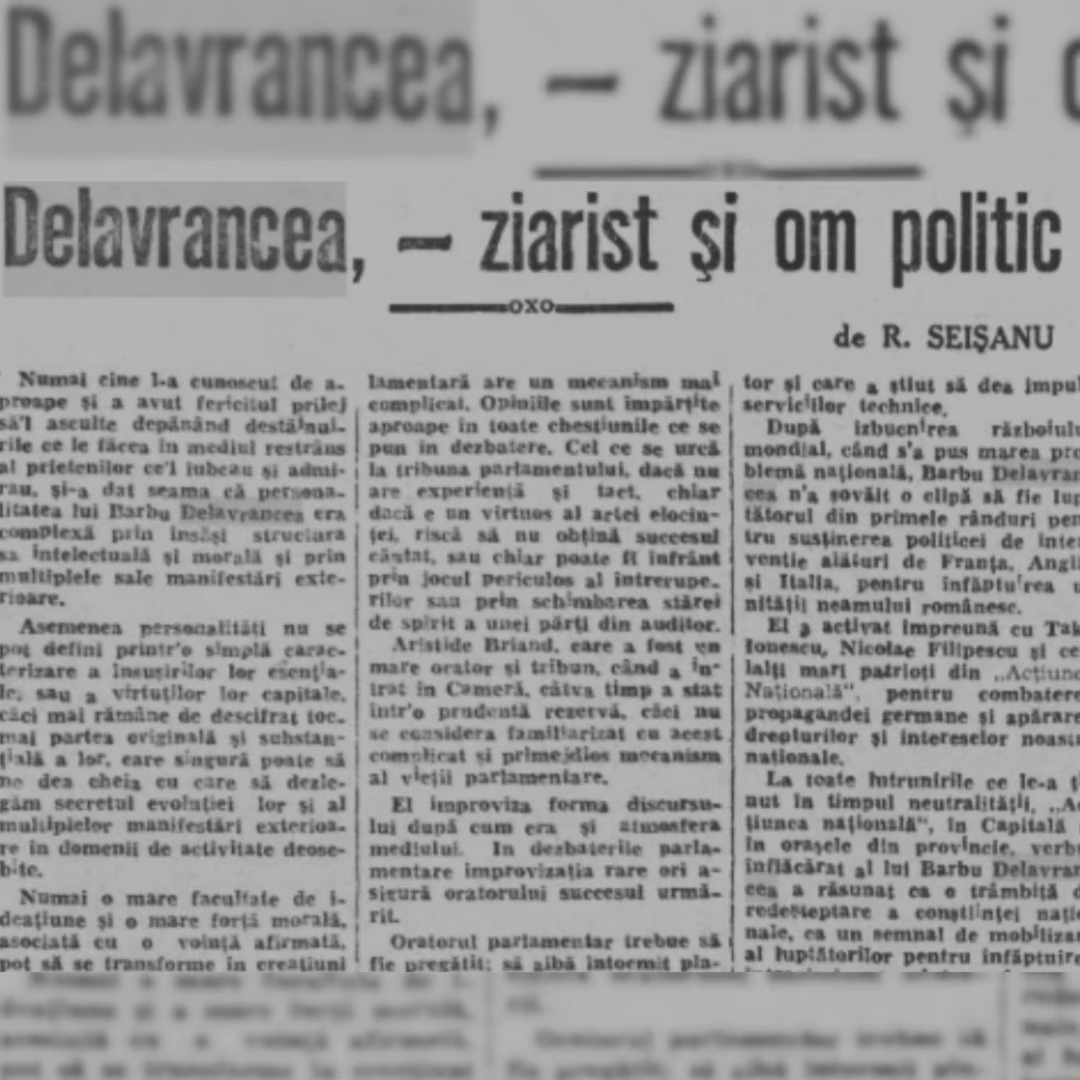 Delavrancea, — ziarist și o
Delavrancea, — ziarist și om politic
oxo
de R. SEIȘANU
Numai cine l-a cunoscut de a-
proape și a avut fericitul prilej
să'l asculte depănând destăinui-
rile ce le făcea în mediul restrâns
al prietenilor ce'l iubeau și admi-
rau, și-a dat seama că persona-
litatea lui Barbu Delavrancea era
complexă prin însăși structura
sa intelectuală și morală și prin
multiplele sale manifestări exte-
rioare.
Asemenea personalități nu se
pot defini printr'o simplă carac-
terizare a însușirilor lor esenția-
le, sau a virtuților lor capitale,
căci mai rămâne de descifrat toc-
mai partea originală și substan-
țială a lor, care singură poate să
ne dea cheia cu care să dezle-
găm secretul evoluției lor și al
multiplelor manifestări exterioa-
re în domenii de activitate deose-
bite.
Numai o mare facultate de i-
deațiune și o mare forță morală,
asociată cu o voință afirmată,
pot să se transforme în creațiuni
lamentară are un mecanism mai
complicat. Opiniile sunt împărțite
aproape în toate chestiunile ce se
pun în dezbatere. Cel ce se urcă
la tribuna parlamentului, dacă nu
are experiență și tact, chiar
dacă e un virtuos al artei elocin-
ței, riscă să nu obțină succesul
căutat, sau chiar poate fi înfrânt
prin jocul periculos al întrerupe-
rilor sau prin schimbarea stărei
de spirit a unei părți din auditor.
Aristide Briand, care a fost un
mare orator și tribun, când a in-
trat în Cameră, câtva timp a stat
într'o prudentă rezervă, căci nu
se considera familiarizat cu acest
complicat și primejdios mecanism
al vieții parlamentare.
El improviza forma discursu-
lui după cum era și atmosfera
mediului. In dezbaterile parla-
mentare improvizația rare ori a-
sigură oratorului succesul urmă-
rit.
Oratorul parlamentar trebue să
fie pregătit; să aibă întocmit pla-
tor și care a știut să dea impul
serviciilor technice.
După izbucnirea războiulu
mondial, când s'a pus marea pro
blemă națională, Barbu Delavran
cea n'a șovăit o clipă să fie lup
tătorul din primele rânduri pen
tru susținerea politicei de inter
venție alături de Franța, Angli
și Italia, pentru înfăptuirea u
nității neamului românesc.
El a activat împreună cu Tak
Ionescu, Nicolae Filipescu și cei
lalți mari patrioți din „Acțiune
Națională", pentru combatere
propagandei germane și apărare
drepturilor și intereselor noast
naționale.
La toate întrunirile ce le-a ț
nut în timpul neutralității, „Ac
țiunea națională", în Capitală
în orașele din provincie, verbu
înflăcărat al lui Barbu Delavran
cea a răsunat ca o trâmbiță d
redeșteptare a conștiinței națio
nale, ca un semnal de mobilizar
al luptătorilor pentru înfăptuire